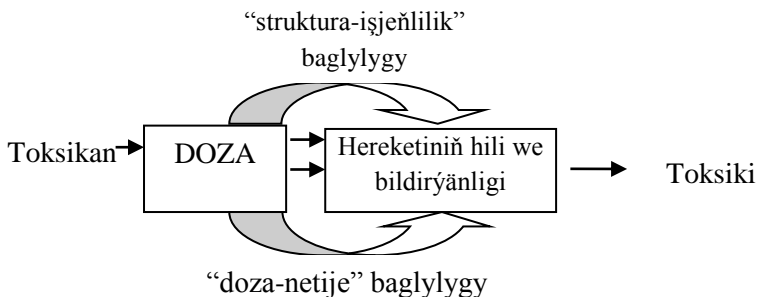 “struktura-işjeňlilik”
baglylygy
Toksikan
DOZA
Hereketiniň hili we
bildirýänligi
Toksiki
“doza-netije” baglylygy